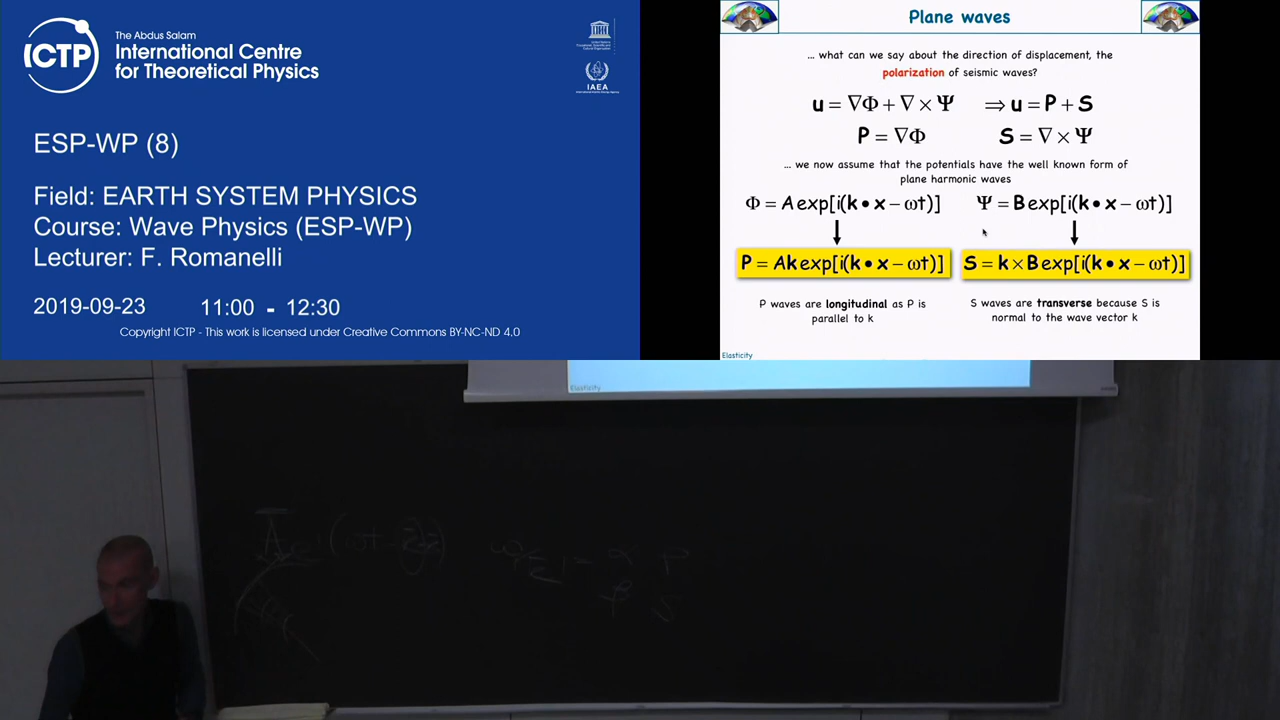 ICTP
The Abdus Salam
International Centre
for Theoretical Physics
IAEA
ESP-WP (8)
Field: EARTH SYSTEM PHYSICS
Course: Wave Physics (ESP-WP)
Lecturer: F. Romanelli
2019-09-23 11:00 - 12:30
Copyright ICTP - This work is licensed under Creative Commons BY-NC-ND 4.0
Plane waves
... what can we say about the direction of displacement, the
polarization of seismic waves?
u = ∇Φ + ∇ × Ψ ⇒ u = P + S
P = ∇Φ S = ∇ × Ψ
... we now assume that the potentials have the well known form of
plane harmonic waves
Φ = A exp[i(k • x − ωt)] Ψ = B exp[i(k • x − ωt)]
P = Ak exp[i(k • x − ωt)] S = k × B exp[i(k • x − ωt)]
P waves are longitudinal as P is
parallel to k
S waves are transverse because S is
normal to the wave vector k
Elasticity
Elasticity